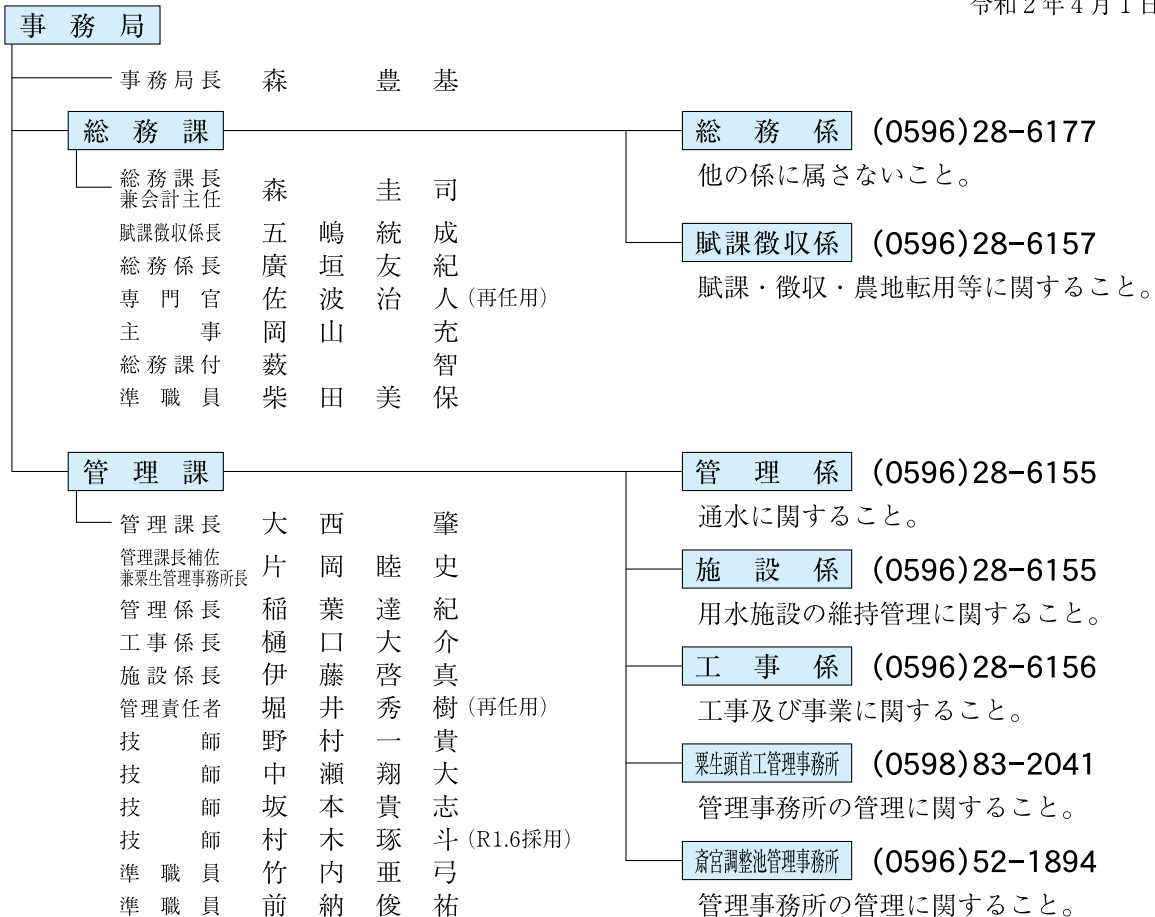 令和2年4月1日
事務局
事務局長 森 豊基
総務課
総務課長
兼会計主任 森 圭司
賦課徴収係長 五嶋統成
総務係長 廣垣友紀
専門官 佐波治人(再任用)
主事 岡山 充
総務課付 薮 智
準職員 柴田美保
総務係 (0596)28-6177
他の係に属さないこと。
賦課徴収係 (0596)28-6157
賦課・徴収・農地転用等に関すること。
管理課
管理課長 大西 肇
管理課長補佐
兼粟生管理事務所長 片岡睦史
管理係長 稲葉達紀
工事係長 樋口大介
施設係長 伊藤啓真
管理責任者 堀井秀樹(再任用)
技師 野村一貴
技師 中瀬翔大
技師 坂本貴志
技師 村木琢斗(R1.6採用)
準職員 竹内亜弓
準職員 前納俊祐
管理係 (0596)28-6155
通水に関すること。
施設係 (0596)28-6155
用水施設の維持管理に関すること。
工事係 (0596)28-6156
工事及び事業に関すること。
粟生頭首工管理事務所 (0598)83-2041
管理事務所の管理に関すること。
斎宮調整池管理事務所 (0596)52-1894
管理事務所の管理に関すること。